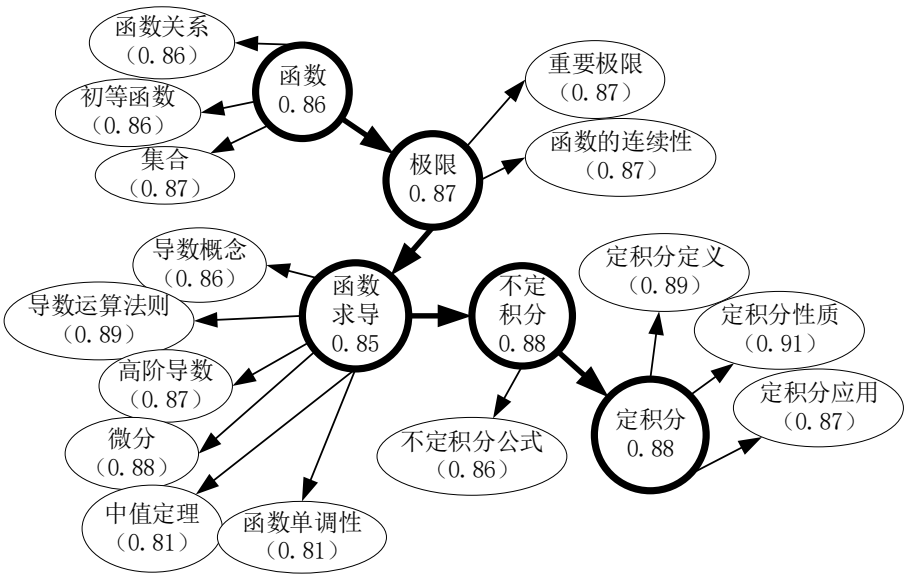 函数关系
（0.86）
函数
0.86
初等函数
（0.86）
集合
（0.87）
重要极限
（0.87）
极限
0.87
函数的连续性
（0.87）
导数概念
（0.86）
函数
求导
0.85
导数运算法则
（0.89）
高阶导数
（0.87）
微分
（0.88）
中值定理
（0.81）
函数单调性
（0.81）
不定
积分
0.88
不定积分公式
（0.86）
定积分
0.88
定积分定义
（0.89）
定积分性质
（0.91）
定积分应用
（0.87）